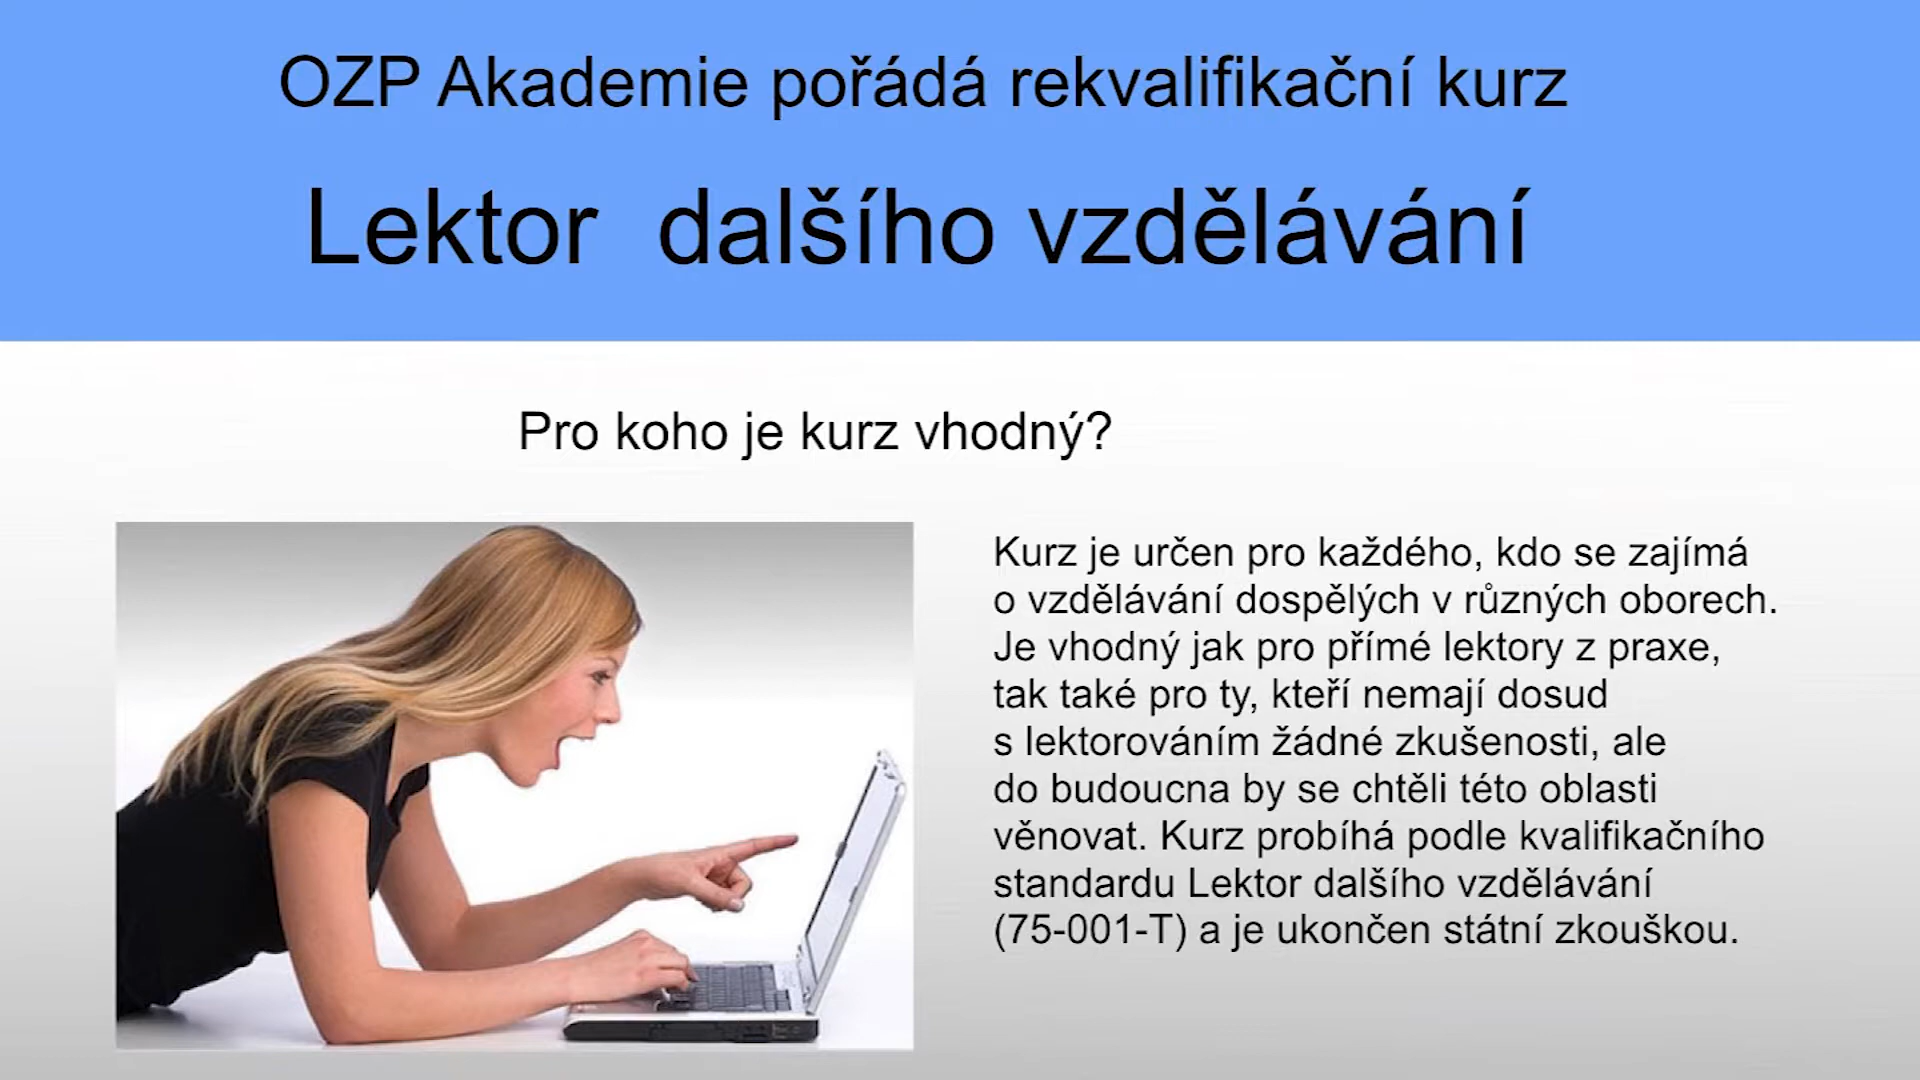 OZP Akademie pořádá rekvalifikační kurz
Lektor dalšího vzdělávání
Pro koho je kurz vhodný?
Kurz je určen pro každého, kdo se zajímá
o vzdělávání dospělých v různých oborech.
Je vhodný jak pro přímé lektory z praxe,
tak také pro ty, kteří nemají dosud
s lektorováním žádné zkušenosti, ale
do budoucna by se chtěli této oblasti
věnovat. Kurz probíhá podle kvalifikačního
standardu Lektor dalšího vzdělávání
(75-001-T) a je ukončen státní zkouškou.